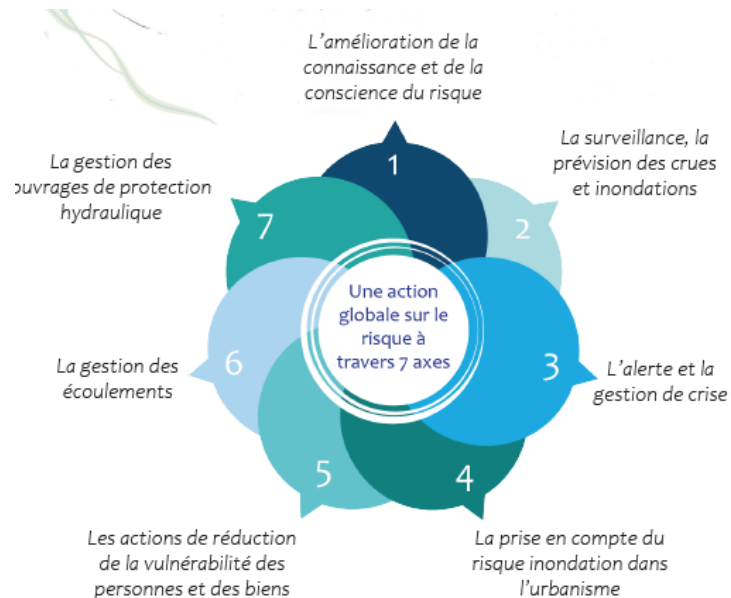 L'amélioration de la
connaissance et de la
conscience du risque
1
La surveillance, la
prévision des crues
et inondations
2
L'alerte et la
gestion de crise
3
La prise en compte du
risque inondation dans
l'urbanisme
4
Les actions de réduction
de la vulnérabilité des
personnes et des biens
5
La gestion des
écoulements
6
La gestion des
ouvrages de protection
hydraulique
7
Une action
globale sur le
risque à
travers 7 axes